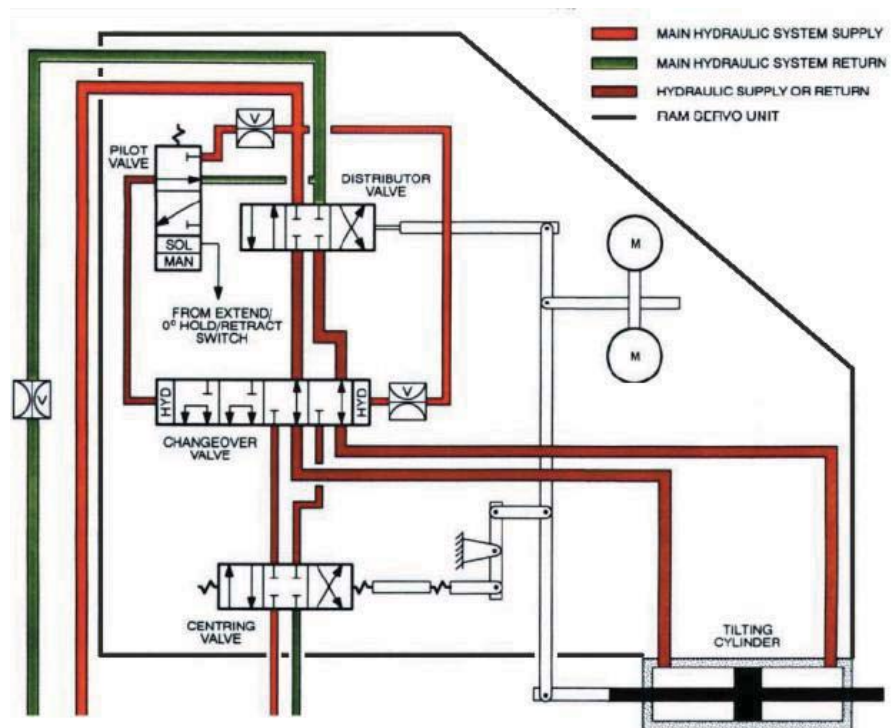 MAIN HYDRAULIC SYSTEM SUPPLY
MAIN HYDRAULIC SYSTEM RETURN
HYDRAULIC SUPPLY OR RETURN
RAM SERVO UNIT
PILOT
VALVE
V
DISTRIBUTOR
VALVE
SOL
MAN
M
M
FROM EXTEND/
0° HOLD/RETRACT
SWITCH
V
HYD
HYD
V
CHANGEOVER
VALVE
CENTRING
VALVE
TILTING
CYLINDER